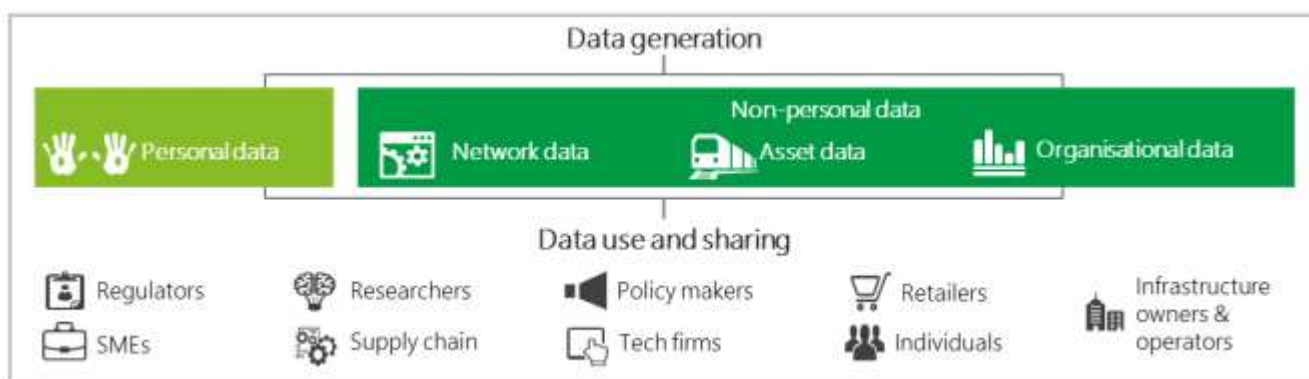 Data generation
Personal data
Non-personal data
Network data
Asset data
Organisational data
Data use and sharing
Regulators
Researchers
Policy makers
Retailers
Infrastructure
owners &
operators
SMEs
Supply chain
Tech firms
Individuals